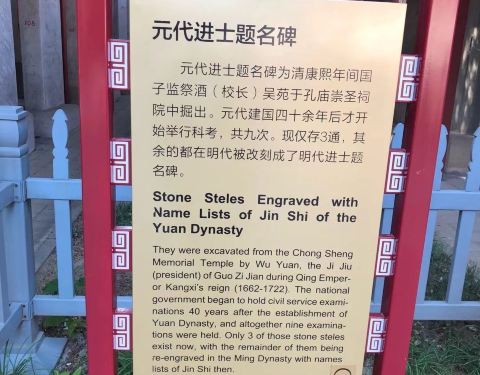 元代进士题名碑
元代进士题名碑为清康熙年间国
子监祭酒（校长）吴苑于孔庙崇圣祠
院中掘出。元代建国四十余年后才开
始举行科考，共九次。现仅存3通，其
余的都在明代被改刻成了明代进士题
名碑。
Stone Steles Engraved with
Name Lists of Jin Shi of the
Yuan Dynasty
They were excavated from the Chong Sheng
Memorial Temple by Wu Yuan, the Ji Jiu
(president) of Guo Zi Jian during Qing Emper-
or Kangxi's reign (1662-1722). The national
government began to hold civil service exami-
nations 40 years after the establishment of
Yuan Dynasty, and altogether nine examina-
tions were held. Only 3 of those stone steles
exist now, with the remainder of them being
re-engraved in the Ming Dynasty with names
lists of Jin Shi then.